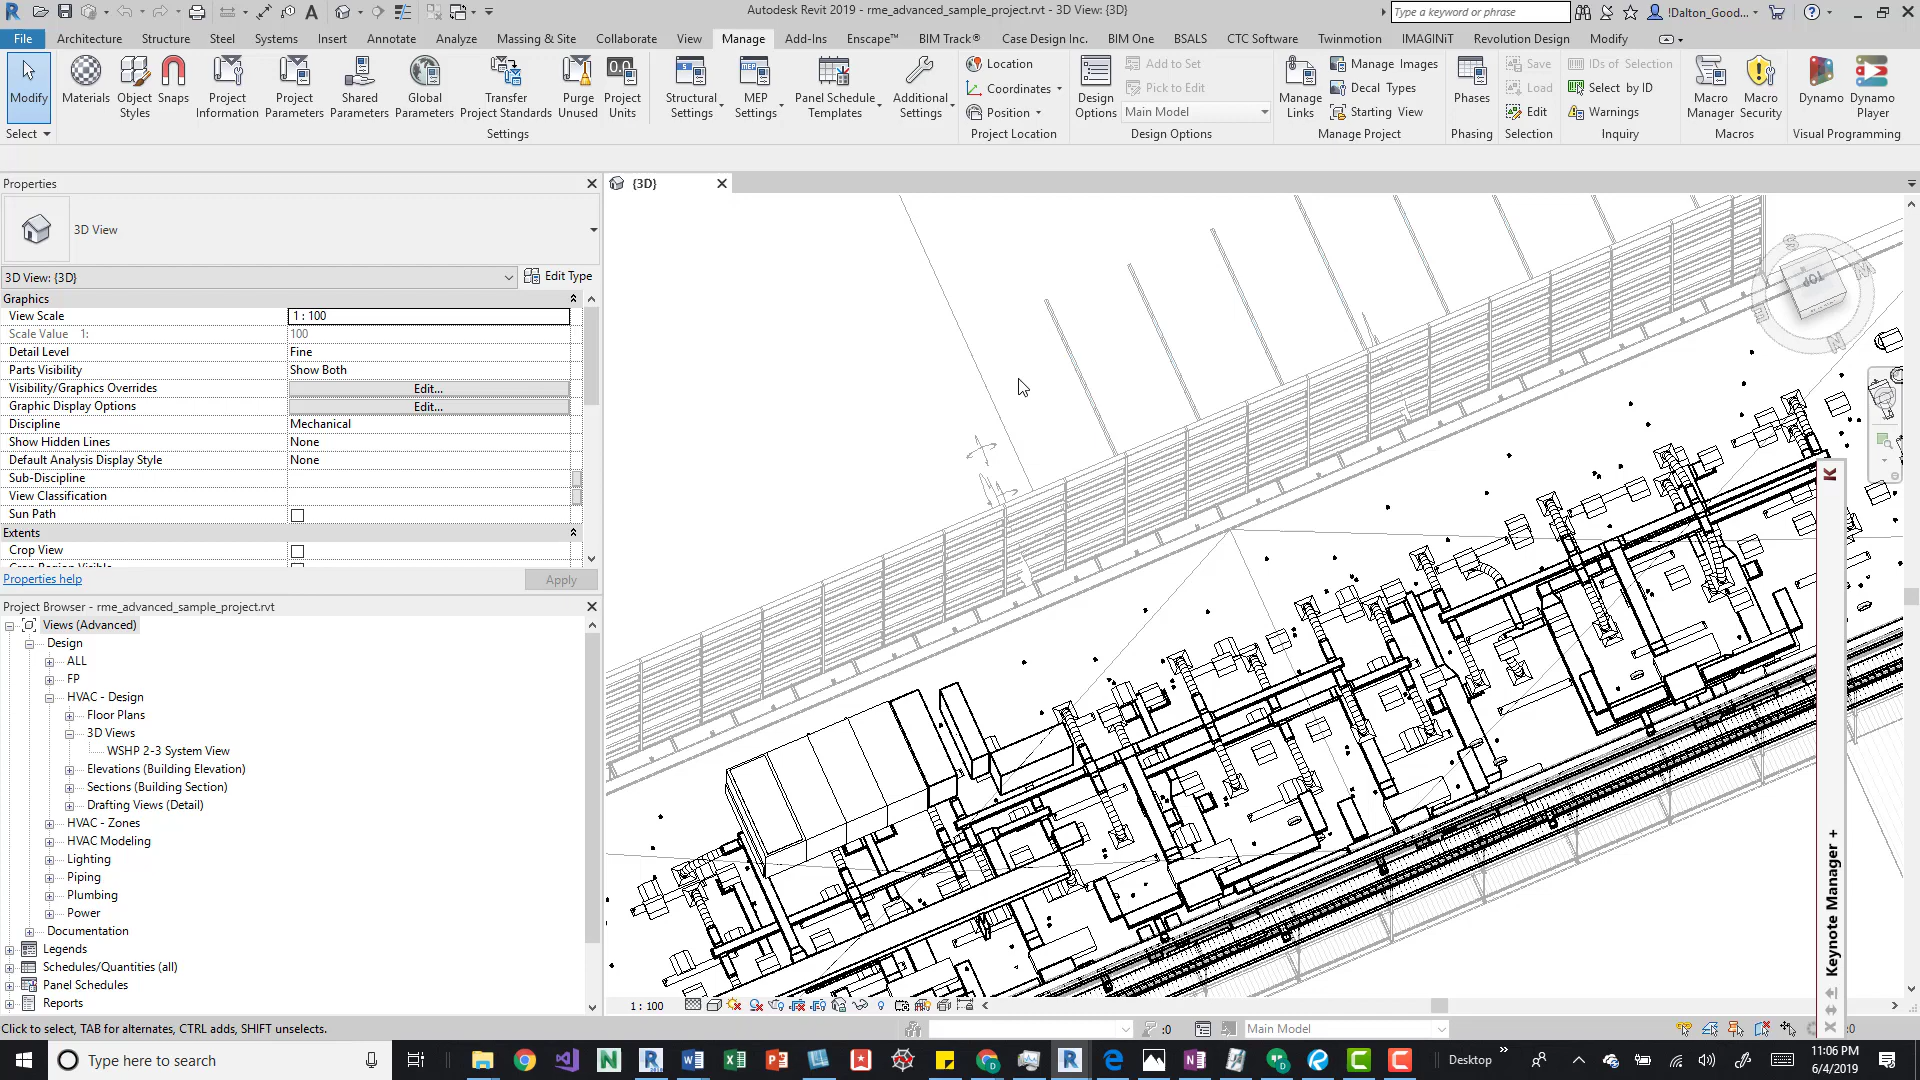 Autodesk Revit 2019 - rme_advanced_sample_project.rvt - 3D View: {3D}
Type a keyword or phrase
!Dalton_Good...
File Architecture Structure Steel Systems Insert Annotate Analyze Massing & Site Collaborate View Manage Add-Ins Enscape™ BIM Track® Case Design Inc. BIM One BSALS CTC Software Twinmotion IMAGINiT Revolution Design Modify
Modify
Materials
Object Styles
Snaps
Project Information
Project Parameters
Shared Parameters
Global Parameters
Transfer Project Standards
Purge Unused
Project Units
Structural Settings
MEP Settings
Panel Schedule Templates
Additional Settings
Location
Coordinates
Position
Design Options
Add to Set
Pick to Edit
Main Model
Manage Links
Manage Images
Decal Types
Starting View
Phases
Save
Load
Edit
IDs of Selection
Select by ID
Warnings
Macro Manager
Macro Security
Dynamo
Dynamo Player
Select
Settings
Project Location
Design Options
Manage Project
Phasing
Selection
Inquiry
Macros
Visual Programming
Properties
{3D}
3D View
3D View: {3D}
Edit Type
Graphics
View Scale 1 : 100
Scale Value 1: 100
Detail Level Fine
Parts Visibility Show Both
Visibility/Graphics Overrides Edit...
Graphic Display Options Edit...
Discipline Mechanical
Show Hidden Lines None
Default Analysis Display Style None
Sub-Discipline
View Classification
Sun Path
Extents
Crop View
Properties help
Apply
Project Browser - rme_advanced_sample_project.rvt
Views (Advanced)
Design
ALL
FP
HVAC - Design
Floor Plans
3D Views
WSHP 2-3 System View
Elevations (Building Elevation)
Sections (Building Section)
Drafting Views (Detail)
HVAC - Zones
HVAC Modeling
Lighting
Piping
Plumbing
Power
Documentation
Legends
Schedules/Quantities (all)
Panel Schedules
Reports
TOP
S
W
N
E
Keynote Manager +
1 : 100
Click to select, TAB for alternates, CTRL adds, SHIFT unselects.
:0
Main Model
:0
Type here to search
Desktop
11:06 PM
6/4/2019